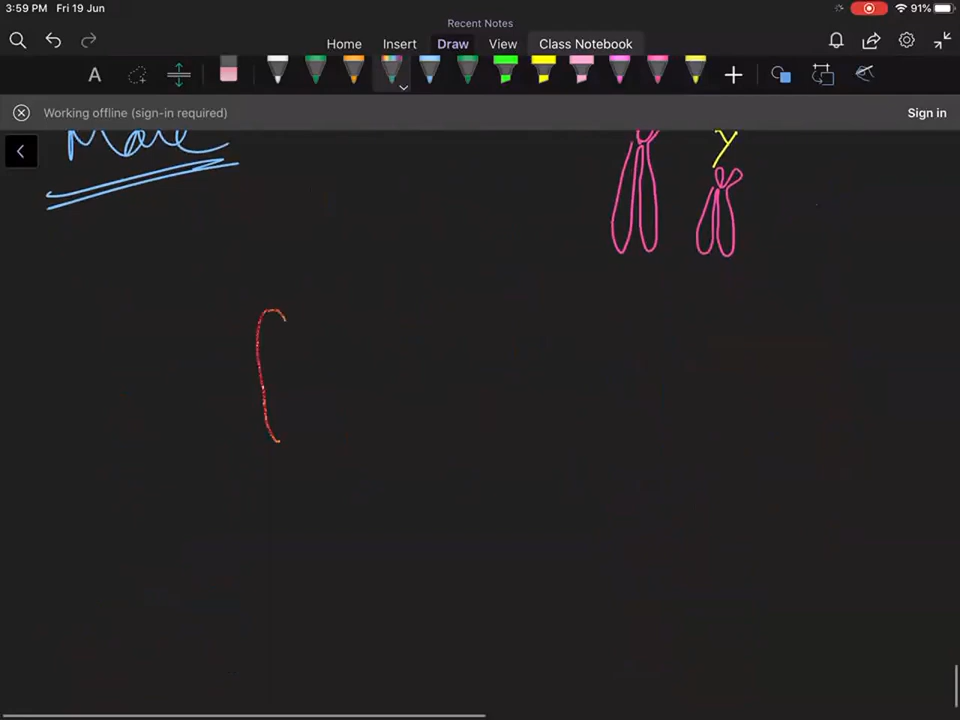 3:59 PM Fri 19 Jun
91%
Recent Notes
Home Insert Draw View Class Notebook
A
Working offline (sign-in required)
Sign in
Male
y